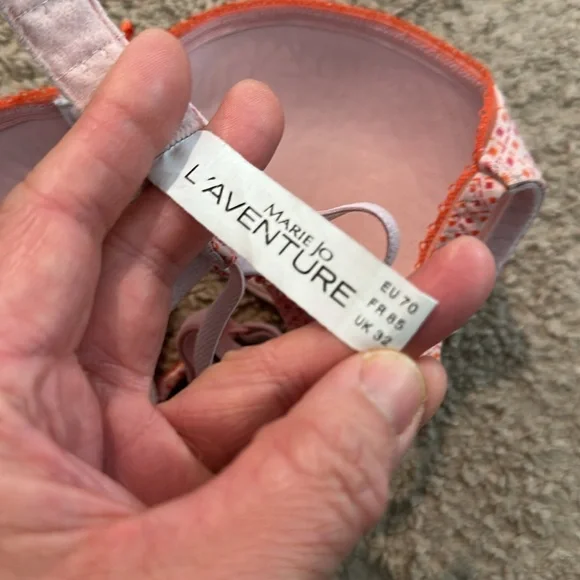 MARIE JO
L'AVENTURE
EU 70
FR 85
UK 32